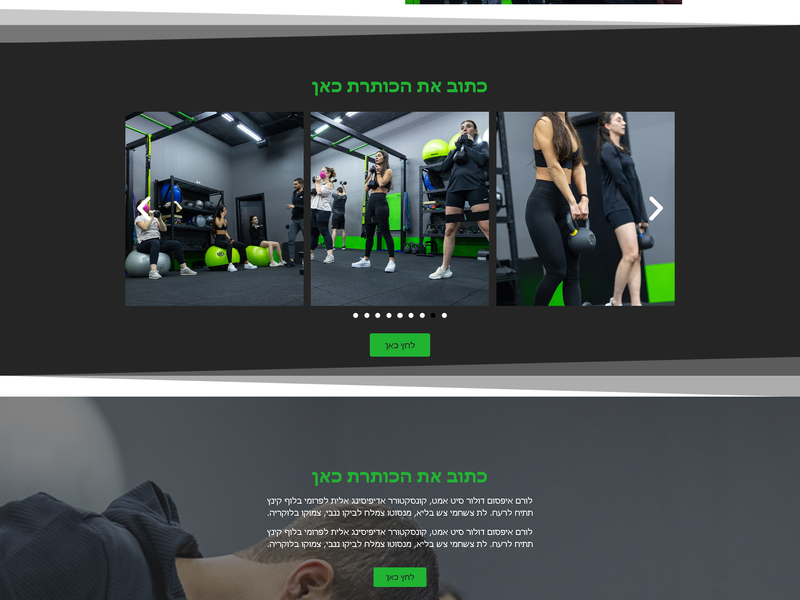 כתוב את הכותרת כאן
לחץ כאן
כתוב את הכותרת כאן
לורם איפסום דולור סיט אמט, קונסקטורר אדיפיסינג אלית לפרומי בלוף קינץ
תתיח לרעח. לת צשחמי צש בליא, מנסוטו צמלח לביקו ננבי, צמוקו בלוקריה.
לורם איפסום דולור סיט אמט, קונסקטורר אדיפיסינג אלית לפרומי בלוף קינץ
תתיח לרעח. לת צשחמי צש בליא, מנסוטו צמלח לביקו ננבי, צמוקו בלוקריה.
לחץ כאן